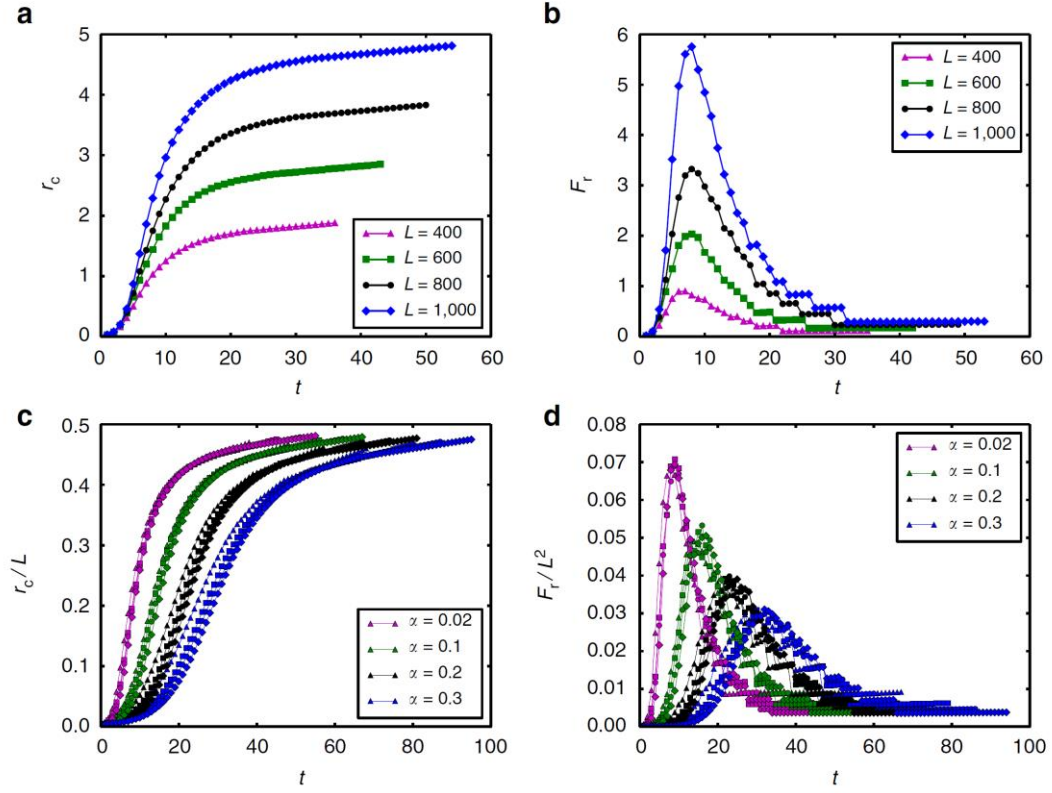 a
5
4
3
2
1
0
r_c
0 10 20 30 40 50 60
t
L = 400
L = 600
L = 800
L = 1,000
b
6
5
4
3
2
1
0
F_r
0 10 20 30 40 50 60
t
L = 400
L = 600
L = 800
L = 1,000
c
0.5
0.4
0.3
0.2
0.1
0.0
r_c / L
0 20 40 60 80 100
t
α = 0.02
α = 0.1
α = 0.2
α = 0.3
d
0.08
0.07
0.06
0.05
0.04
0.03
0.02
0.01
0.00
F_r / L²
0 20 40 60 80 100
t
α = 0.02
α = 0.1
α = 0.2
α = 0.3